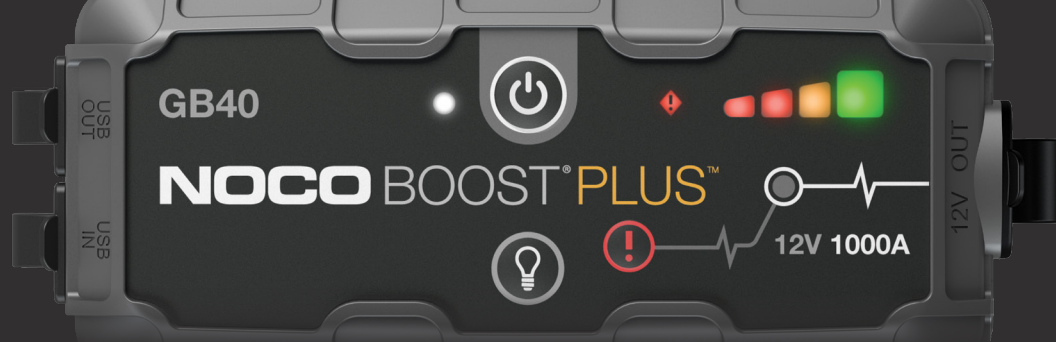 GB40
NOCO BOOST® PLUS™
12V 1000A
USB OUT
USB IN
12V OUT